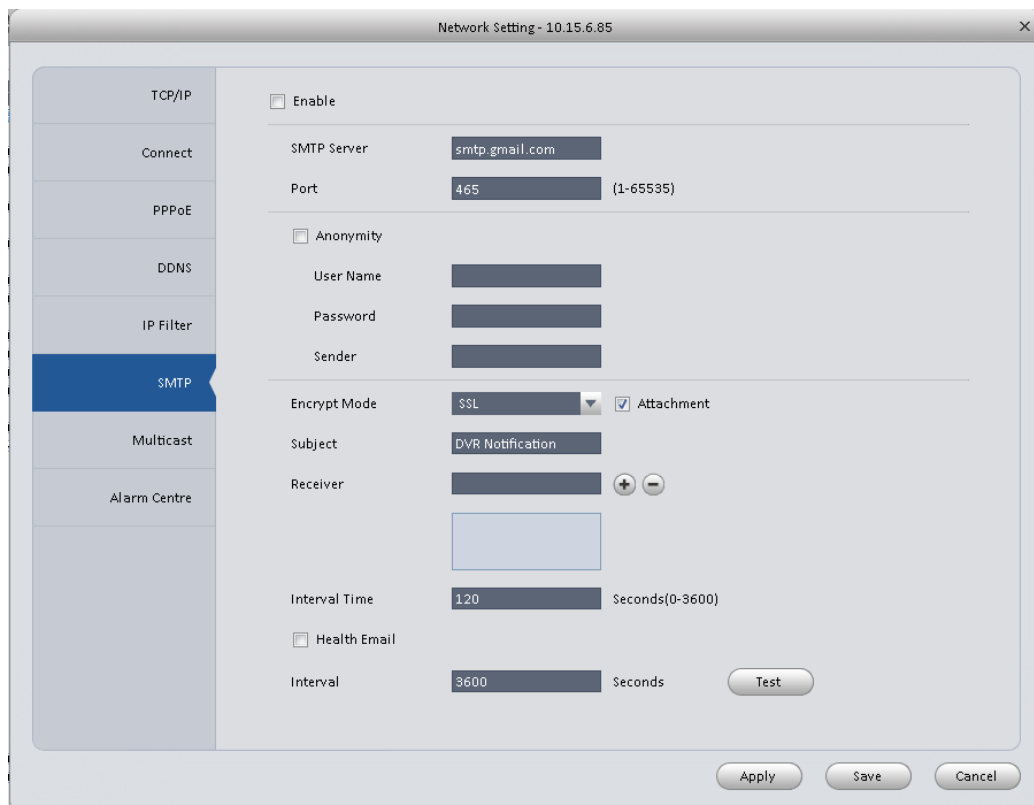 Network Setting - 10.15.6.85
TCP/IP
Connect
PPPoE
DDNS
IP Filter
SMTP
Multicast
Alarm Centre
Enable
SMTP Server smtp.gmail.com
Port 465 (1-65535)
Anonymity
User Name
Password
Sender
Encrypt Mode SSL Attachment
Subject DVR Notification
Receiver
Interval Time 120 Seconds(0-3600)
Health Email
Interval 3600 Seconds Test
Apply Save Cancel